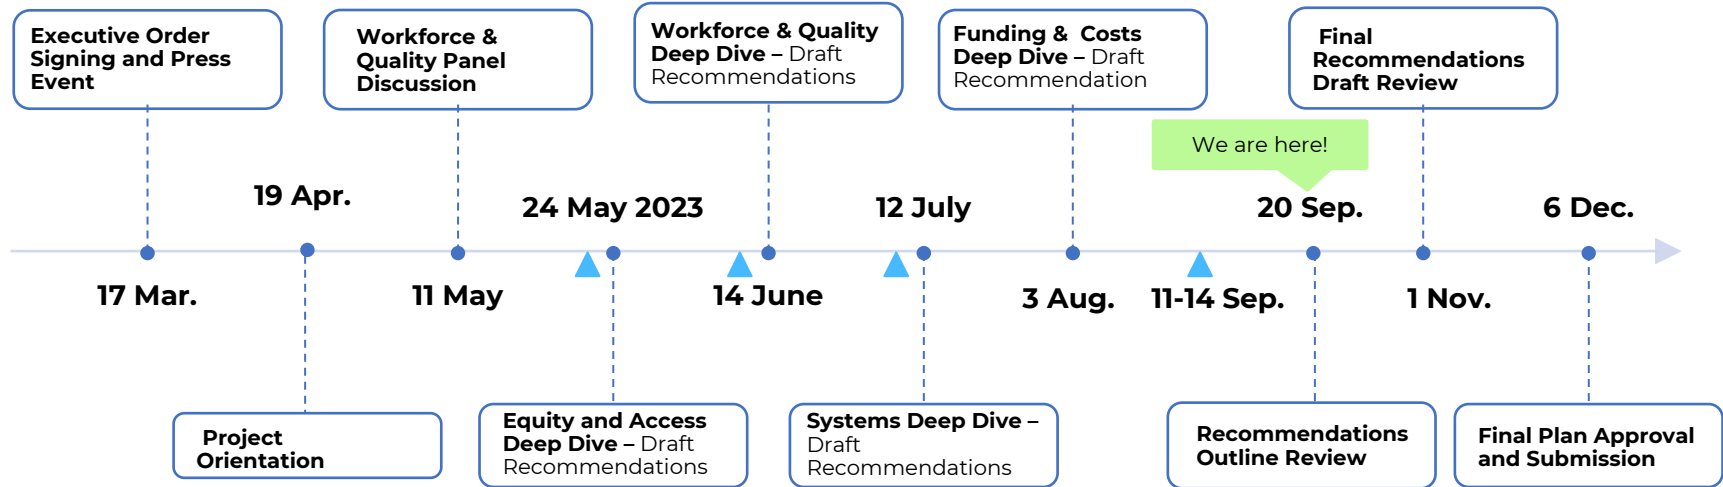 Executive Order
Signing and Press
Event
Workforce &
Quality Panel
Discussion
Workforce & Quality
Deep Dive – Draft
Recommendations
Funding & Costs
Deep Dive – Draft
Recommendation
Final
Recommendations
Draft Review
We are here!
19 Apr.
24 May 2023
12 July
20 Sep.
6 Dec.
17 Mar.
11 May
14 June
3 Aug.
11-14 Sep.
1 Nov.
Project
Orientation
Equity and Access
Deep Dive – Draft
Recommendations
Systems Deep Dive –
Draft
Recommendations
Recommendations
Outline Review
Final Plan Approval
and Submission